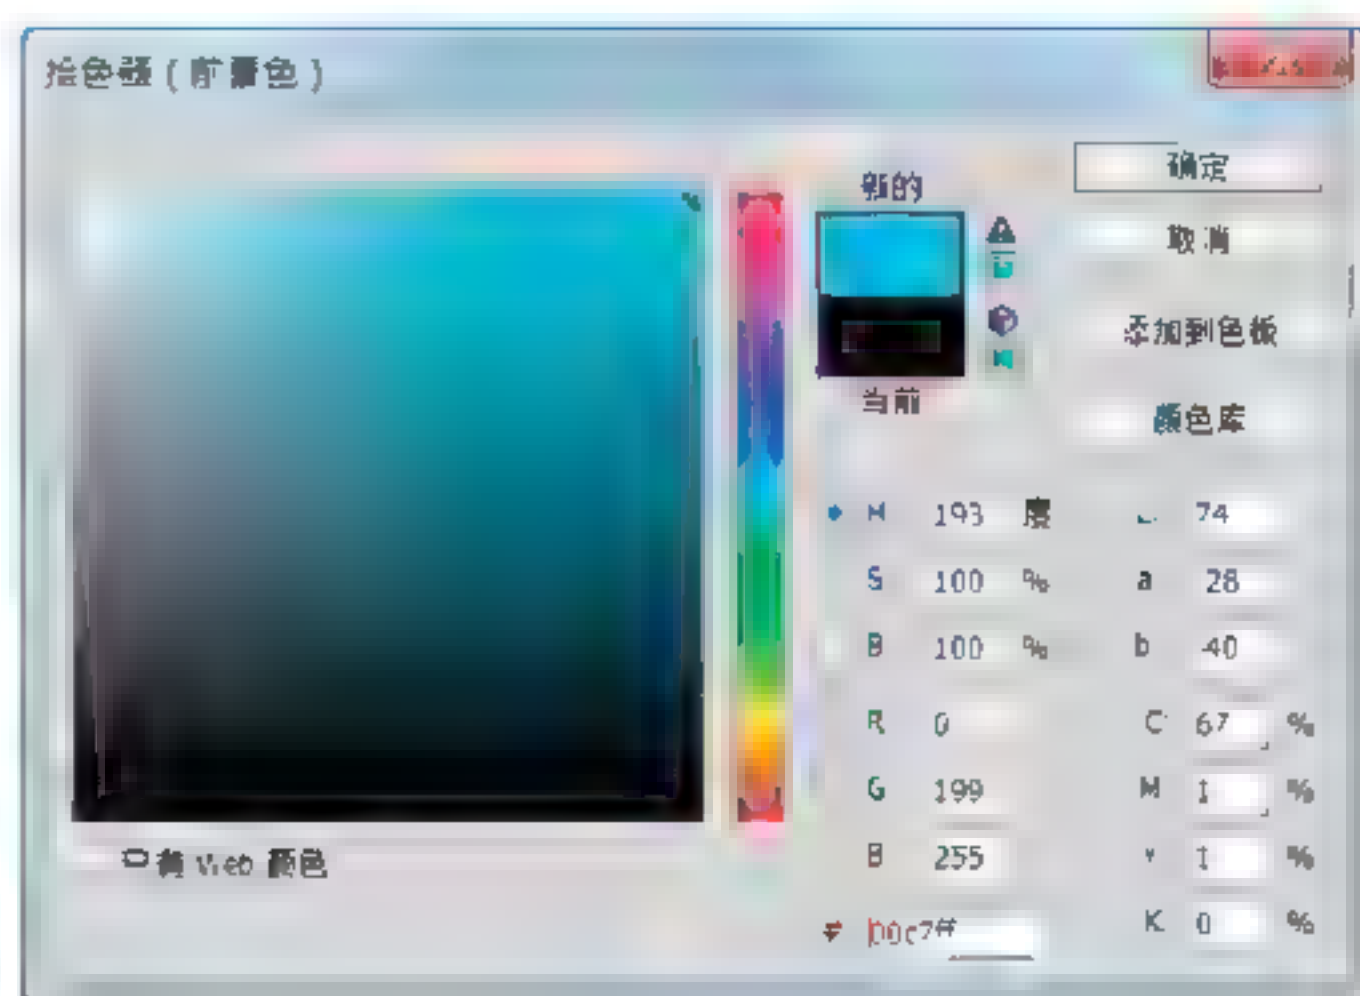 拾色器 ( 前景色 )
新的
当前
确定
取消
添加到色板
颜色库
H 193 度
S 100 %
B 100 %
R 0
G 199
B 255
# 00c7ff
74
a 28
b -40
C 67 %
M 1 %
Y 1 %
K 0 %
Web 颜色